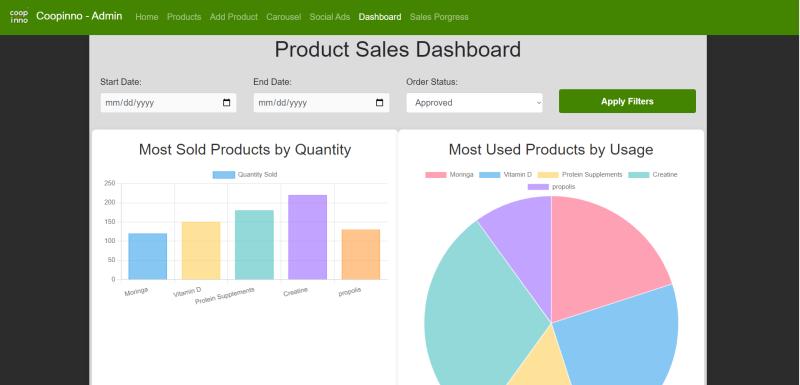 coop
inno
Coopinno - Admin Home Products Add Product Carousel Social Ads Dashboard Sales Porgress
Product Sales Dashboard
Start Date: End Date: Order Status:
mm/dd/yyyy mm/dd/yyyy Approved Apply Filters
Most Sold Products by Quantity
Quantity Sold
250
200
150
100
50
0
Moringa Vitamin D Protein Supplements Creatine propolis
Most Used Products by Usage
Moringa Vitamin D Protein Supplements Creatine
propolis